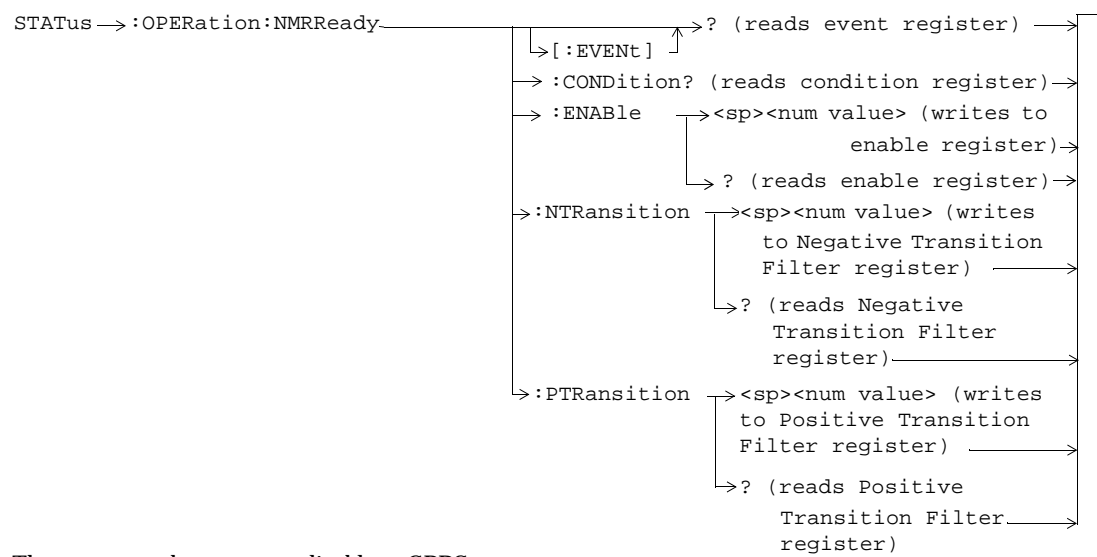 STATus :OPERation:NMRReady ? (reads event register)
[:EVENt]
:CONDition? (reads condition register)
:ENABle <sp><num value> (writes to
enable register)
? (reads enable register)
:NTRansition <sp><num value> (writes
to Negative Transition
Filter register)
? (reads Negative
Transition Filter
register)
:PTRansition <sp><num value> (writes
to Positive Transition
Filter register)
? (reads Positive
Transition Filter
register)